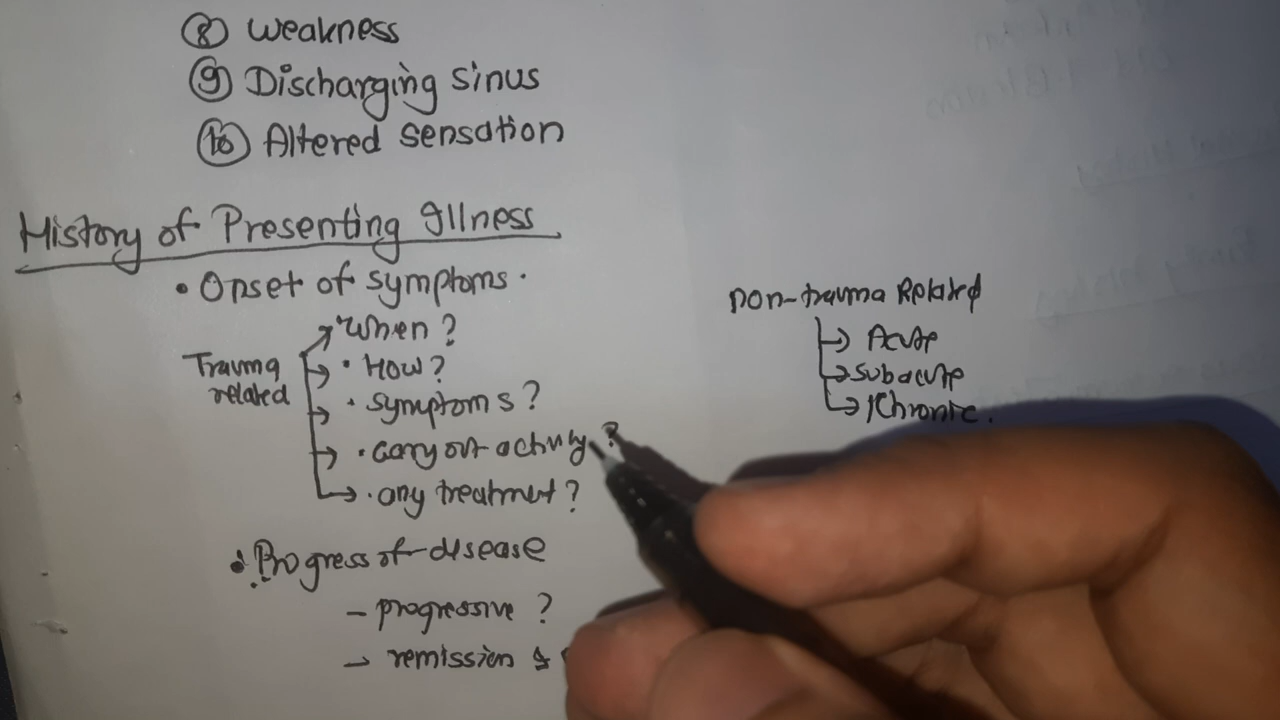 ⑧ Weakness
⑨ Discharging sinus
⑩ Altered sensation
History of Presenting Illness
• Onset of symptoms.
Trauma related
when?
• How?
• symptoms?
• carry out activity?
• any treatment?
non-trauma Related
Acute
subacute
Chronic.
• Progress of disease
- progressive ?
- remission &